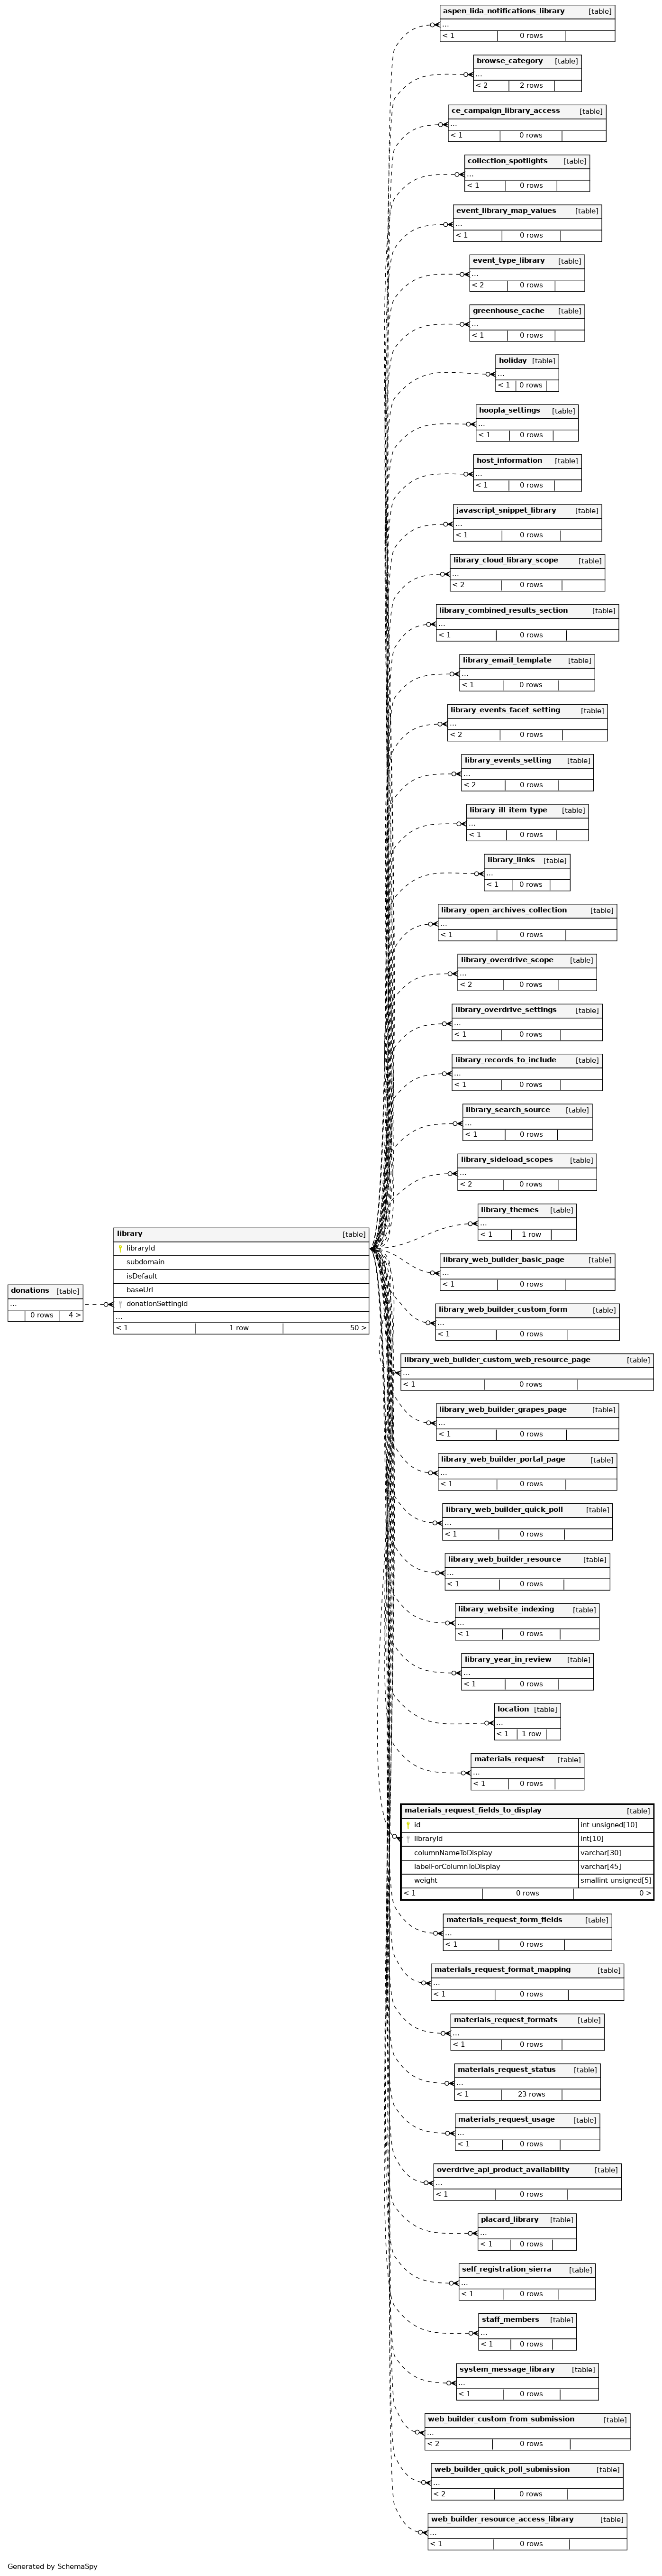 aspen_lida_notifications_library [table]
...
< 1 0 rows
browse_category [table]
...
< 2 2 rows
ce_campaign_library_access [table]
...
< 1 0 rows
collection_spotlights [table]
...
< 1 0 rows
event_library_map_values [table]
...
< 1 0 rows
event_type_library [table]
...
< 2 0 rows
greenhouse_cache [table]
...
< 1 0 rows
holiday [table]
...
< 1 0 rows
hoopla_settings [table]
...
< 1 0 rows
host_information [table]
...
< 1 0 rows
javascript_snippet_library [table]
...
< 1 0 rows
library_cloud_library_scope [table]
...
< 2 0 rows
library_combined_results_section [table]
...
< 1 0 rows
library_email_template [table]
...
< 1 0 rows
library_events_facet_setting [table]
...
< 2 0 rows
library_events_setting [table]
...
< 2 0 rows
library_ill_item_type [table]
...
< 1 0 rows
library_links [table]
...
< 1 0 rows
library_open_archives_collection [table]
...
< 1 0 rows
library_overdrive_scope [table]
...
< 2 0 rows
library_overdrive_settings [table]
...
< 1 0 rows
library_records_to_include [table]
...
< 1 0 rows
library_search_source [table]
...
< 1 0 rows
library_sideload_scopes [table]
...
< 2 0 rows
library_themes [table]
...
< 1 1 row
library [table]
libraryId
subdomain
isDefault
baseUrl
donationSettingId
...
< 1 1 row 50 >
donations [table]
...
0 rows 4 >
library_web_builder_basic_page [table]
...
< 1 0 rows
library_web_builder_custom_form [table]
...
< 1 0 rows
library_web_builder_custom_web_resource_page [table]
...
< 1 0 rows
library_web_builder_grapes_page [table]
...
< 1 0 rows
library_web_builder_portal_page [table]
...
< 1 0 rows
library_web_builder_quick_poll [table]
...
< 1 0 rows
library_web_builder_resource [table]
...
< 1 0 rows
library_website_indexing [table]
...
< 1 0 rows
library_year_in_review [table]
...
< 1 0 rows
location [table]
...
< 1 1 row
materials_request [table]
...
< 1 0 rows
materials_request_fields_to_display [table]
id int unsigned[10]
libraryId int[10]
columnNameToDisplay varchar[30]
labelForColumnToDisplay varchar[45]
weight smallint unsigned[5]
< 1 0 rows 0 >
materials_request_form_fields [table]
...
< 1 0 rows
materials_request_format_mapping [table]
...
< 1 0 rows
materials_request_formats [table]
...
< 1 0 rows
materials_request_status [table]
...
< 1 23 rows
materials_request_usage [table]
...
< 1 0 rows
overdrive_api_product_availability [table]
...
< 1 0 rows
placard_library [table]
...
< 1 0 rows
self_registration_sierra [table]
...
< 1 0 rows
staff_members [table]
...
< 1 0 rows
system_message_library [table]
...
< 1 0 rows
web_builder_custom_from_submission [table]
...
< 2 0 rows
web_builder_quick_poll_submission [table]
...
< 2 0 rows
web_builder_resource_access_library [table]
...
< 1 0 rows
Generated by SchemaSpy